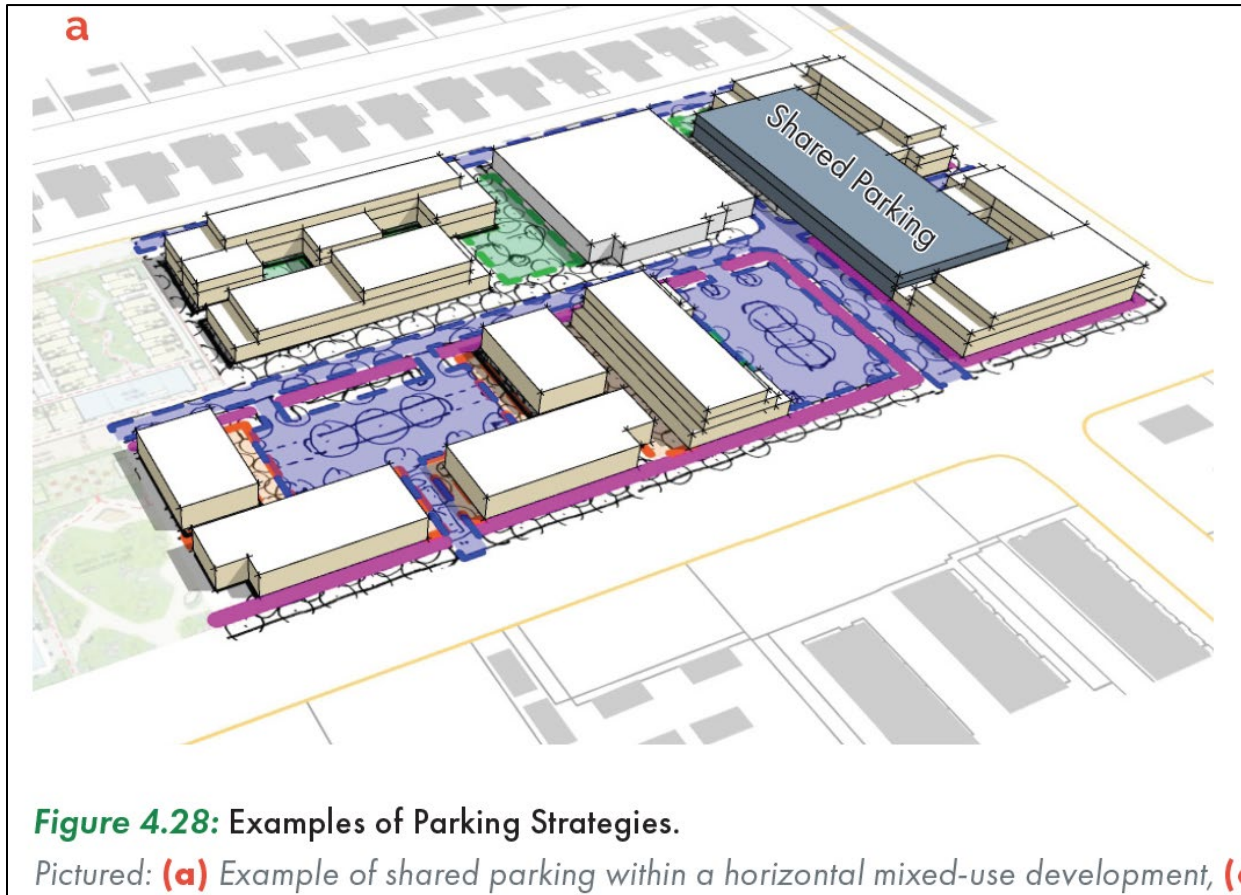 a
Shared Parking
Figure 4.28: Examples of Parking Strategies.
Pictured: (a) Example of shared parking within a horizontal mixed-use development,